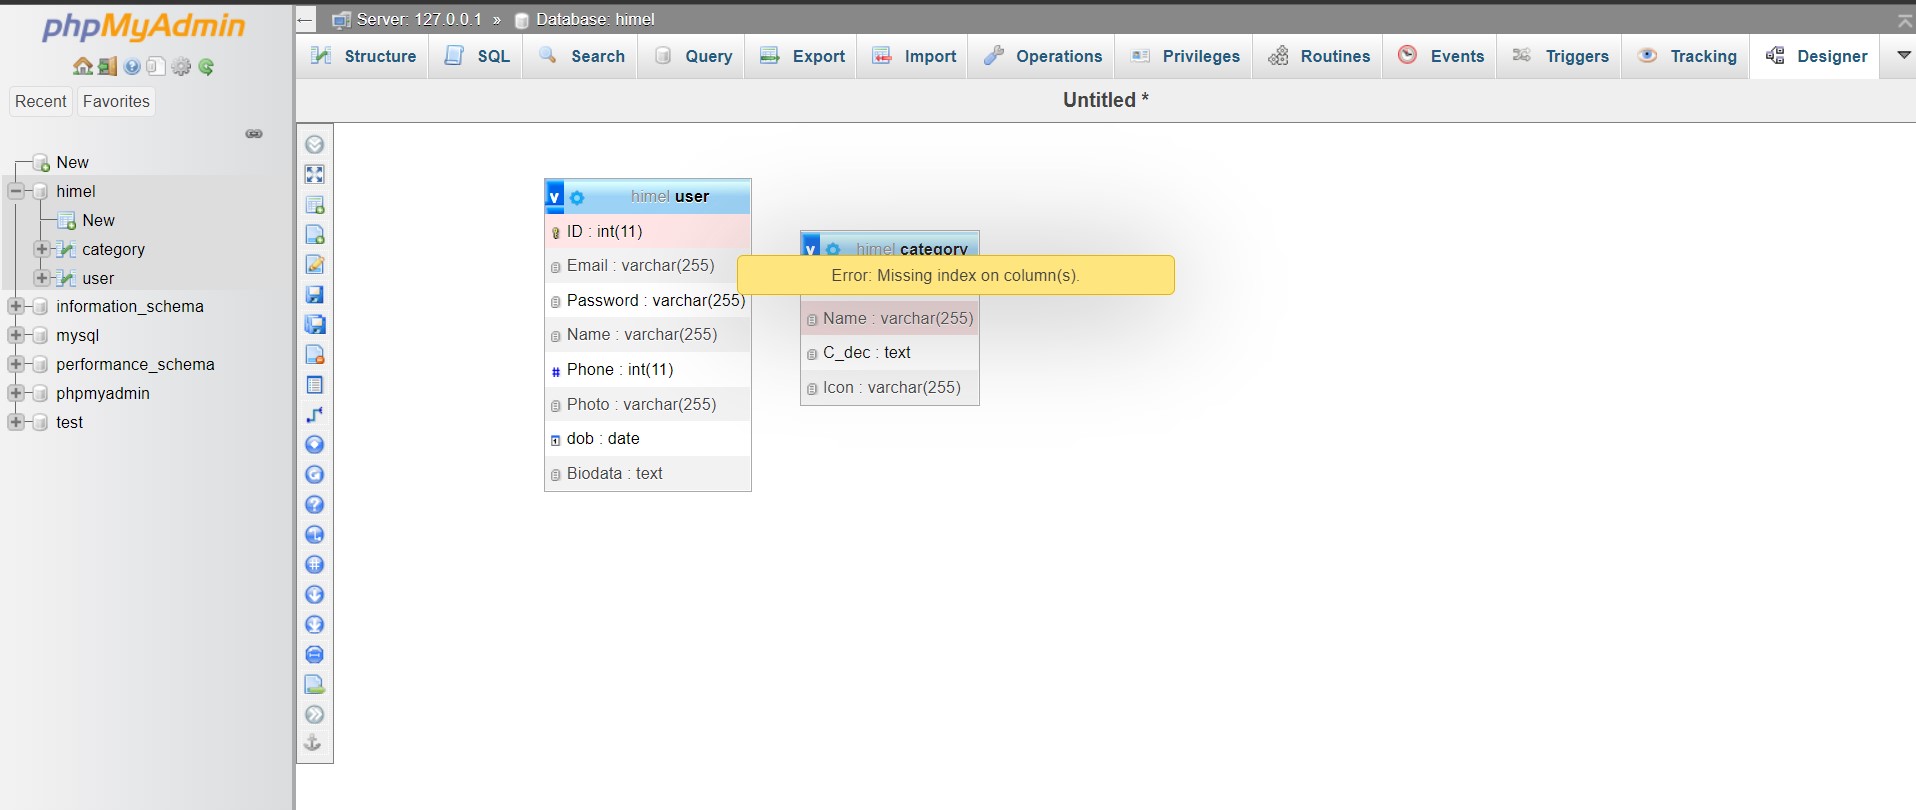 phpMyAdmin
Recent Favorites
New
himel
New
category
user
information_schema
mysql
performance_schema
phpmyadmin
test
Server: 127.0.0.1 » Database: himel
Structure SQL Search Query Export Import Operations Privileges Routines Events Triggers Tracking Designer
Untitled *
v himel user
ID : int(11)
Email : varchar(255)
Password : varchar(255)
Name : varchar(255)
Phone : int(11)
Photo : varchar(255)
dob : date
Biodata : text
v himel category
Error: Missing index on column(s).
Name : varchar(255)
C_dec : text
Icon : varchar(255)